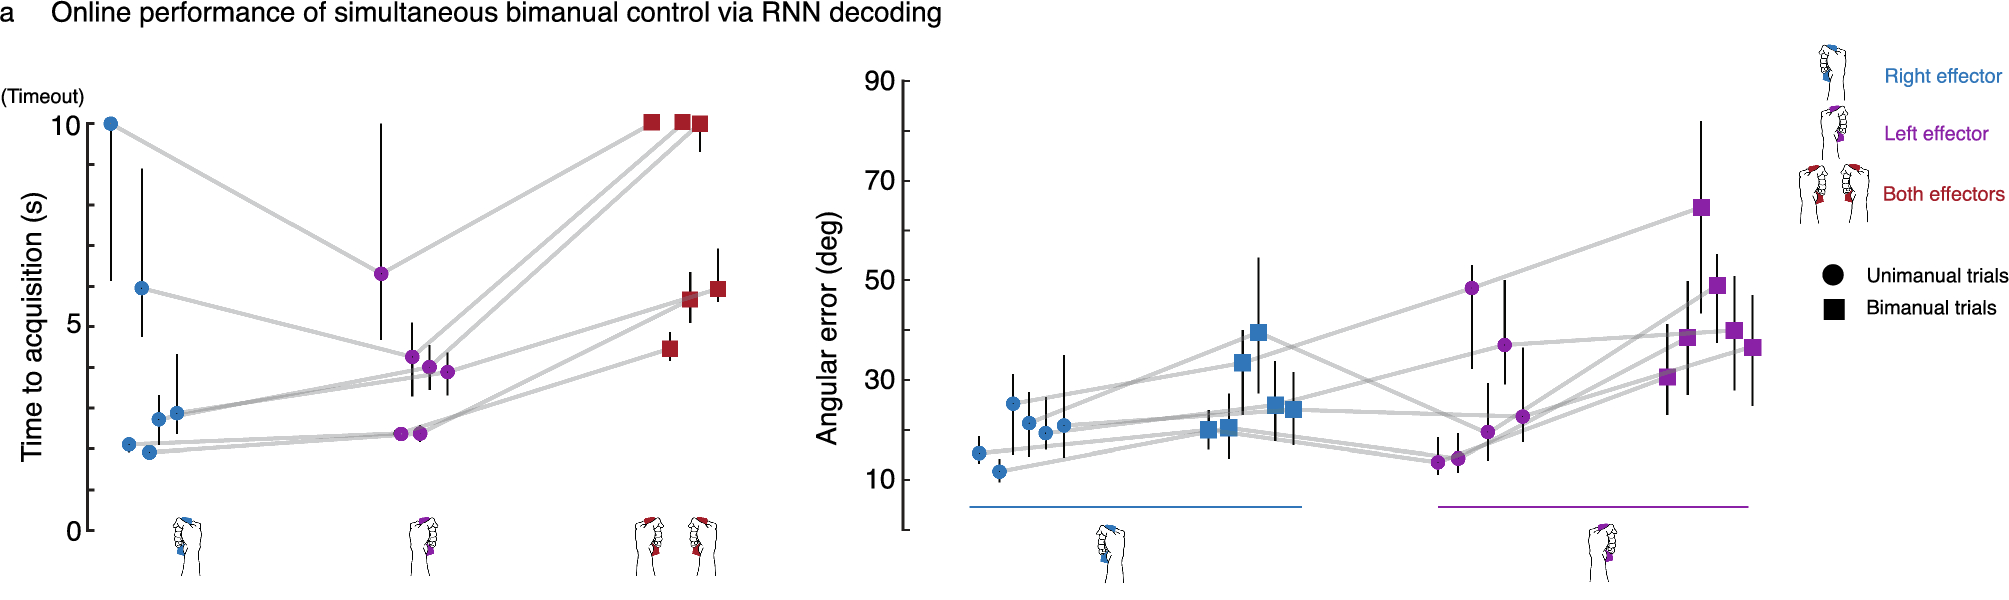 a Online performance of simultaneous bimanual control via RNN decoding
(Timeout)
10
5
0
Time to acquisition (s)
90
70
50
30
10
Angular error (deg)
Right effector
Left effector
Both effectors
Unimanual trials
Bimanual trials